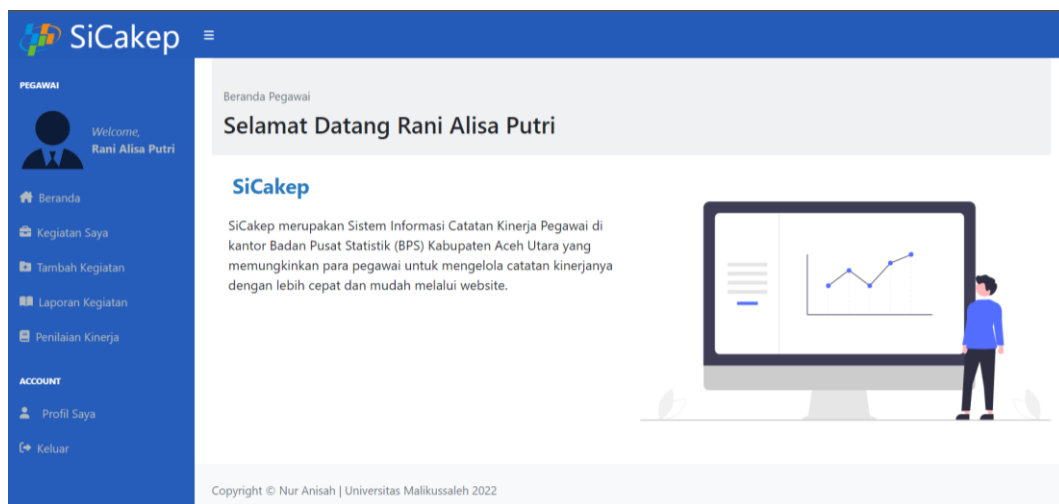 SiCakep
PEGAWAI
Welcome,
Rani Alisa Putri
Beranda
Kegiatan Saya
Tambah Kegiatan
Laporan Kegiatan
Penilaian Kinerja
ACCOUNT
Profil Saya
Keluar
Beranda Pegawai
Selamat Datang Rani Alisa Putri
SiCakep
SiCakep merupakan Sistem Informasi Catatan Kinerja Pegawai di
kantor Badan Pusat Statistik (BPS) Kabupaten Aceh Utara yang
memungkinkan para pegawai untuk mengelola catatan kinerjanya
dengan lebih cepat dan mudah melalui website.
Copyright © Nur Anisah | Universitas Malikussaleh 2022